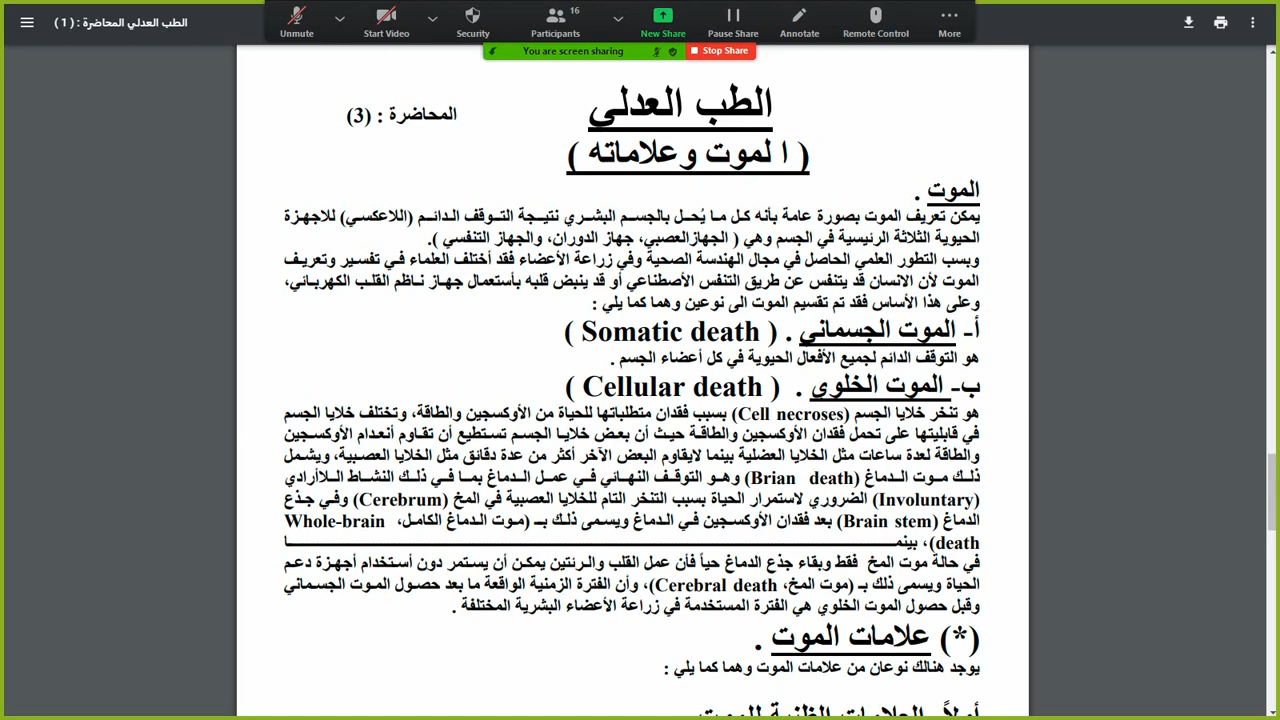 الطب العدلي المحاضرة : ( 1 )
Unmute
Start Video
Security
16
Participants
New Share
Pause Share
Annotate
Remote Control
More
You are screen sharing
Stop Share
الطب العدلي
المحاضرة : (3)
( ا لموت وعلاماته )
الموت .
يمكن تعريف الموت بصورة عامة بأنه كل ما يُحل بالجسم البشري نتيجة التوقف الدائم (اللاعكسي) للاجهزة
الحيوية الثلاثة الرئيسية في الجسم وهي ( الجهازالعصبي، جهاز الدوران، والجهاز التنفسي ).
وبسب التطور العلمي الحاصل في مجال الهندسة الصحية وفي زراعة الأعضاء فقد أختلف العلماء في تفسير وتعريف
الموت لأن الانسان قد يتنفس عن طريق التنفس الأصطناعي أو قد ينبض قلبه بأستعمال جهاز ناظم القلب الكهربائي،
وعلى هذا الأساس فقد تم تقسيم الموت الى نوعين وهما كما يلي :
أ- الموت الجسماني . ( Somatic death )
هو التوقف الدائم لجميع الأفعال الحيوية في كل أعضاء الجسم .
ب- الموت الخلوي . ( Cellular death )
هو تنخر خلايا الجسم (Cell necroses) بسبب فقدان متطلباتها للحياة من الأوكسجين والطاقة، وتختلف خلايا الجسم
في قابليتها على تحمل فقدان الأوكسجين والطاقة حيث أن بعض خلايا الجسم تستطيع أن تقاوم أنعدام الأوكسجين
والطاقة لعدة ساعات مثل الخلايا العضلية بينما لايقاوم البعض الآخر أكثر من عدة دقائق مثل الخلايا العصبية، ويشمل
ذلك موت الدماغ (Brian death) وهو التوقف النهائي في عمل الدماغ بما في ذلك النشاط اللاأرادي
(Involuntary) الضروري لاستمرار الحياة بسبب التنخر التام للخلايا العصبية في المخ (Cerebrum) وفي جذع
الدماغ (Brain stem) بعد فقدان الأوكسجين في الدماغ ويسمى ذلك بـ (موت الدماغ الكامل، Whole-brain
death)، بينمــــــا
في حالة موت المخ فقط وبقاء جذع الدماغ حياً فأن عمل القلب والرئتين يمكن أن يستمر دون أستخدام أجهزة دعم
الحياة ويسمى ذلك بـ (موت المخ، Cerebral death)، وأن الفترة الزمنية الواقعة ما بعد حصول الموت الجسماني
وقبل حصول الموت الخلوي هي الفترة المستخدمة في زراعة الأعضاء البشرية المختلفة .
(*) علامات الموت .
يوجد هنالك نوعان من علامات الموت وهما كما يلي :
أولاً- العلامات الظنية للموت